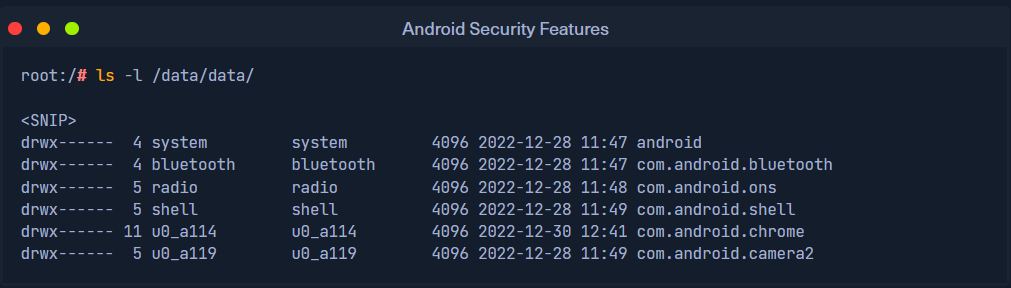 Android Security Features
root:/# ls -l /data/data/
<SNIP>
drwx------  4 system         system         4096 2022-12-28 11:47 android
drwx------  4 bluetooth      bluetooth      4096 2022-12-28 11:47 com.android.bluetooth
drwx------  5 radio          radio          4096 2022-12-28 11:48 com.android.ons
drwx------  5 shell          shell          4096 2022-12-28 11:49 com.android.shell
drwx------ 11 u0_a114        u0_a114        4096 2022-12-30 12:41 com.android.chrome
drwx------  5 u0_a119        u0_a119        4096 2022-12-28 11:49 com.android.camera2